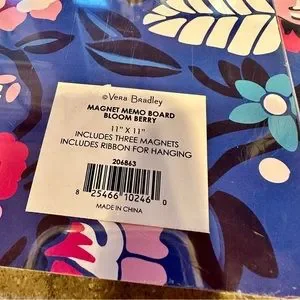 ©Vera Bradley
MAGNET MEMO BOARD
BLOOM BERRY
11" X 11"
INCLUDES THREE MAGNETS
INCLUDES RIBBON FOR HANGING
206863
8 25466 10246 0
MADE IN CHINA